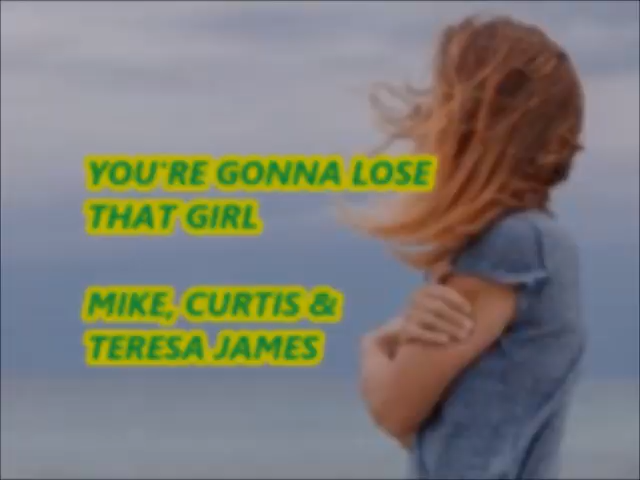 YOU'RE GONNA LOSE
THAT GIRL
MIKE, CURTIS &
TERESA JAMES